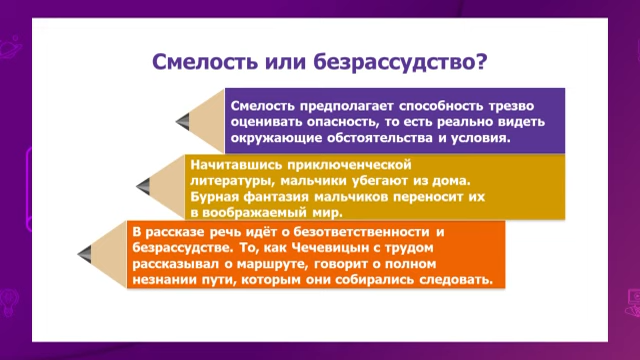 Смелость или безрассудство?
Смелость предполагает способность трезво
оценивать опасность, то есть реально видеть
окружающие обстоятельства и условия.
Начитавшись приключенческой
литературы, мальчики убегают из дома.
Бурная фантазия мальчиков переносит их
в воображаемый мир.
В рассказе речь идёт о безответственности и
безрассудстве. То, как Чечевицын с трудом
рассказывал о маршруте, говорит о полном
незнании пути, которым они собирались следовать.